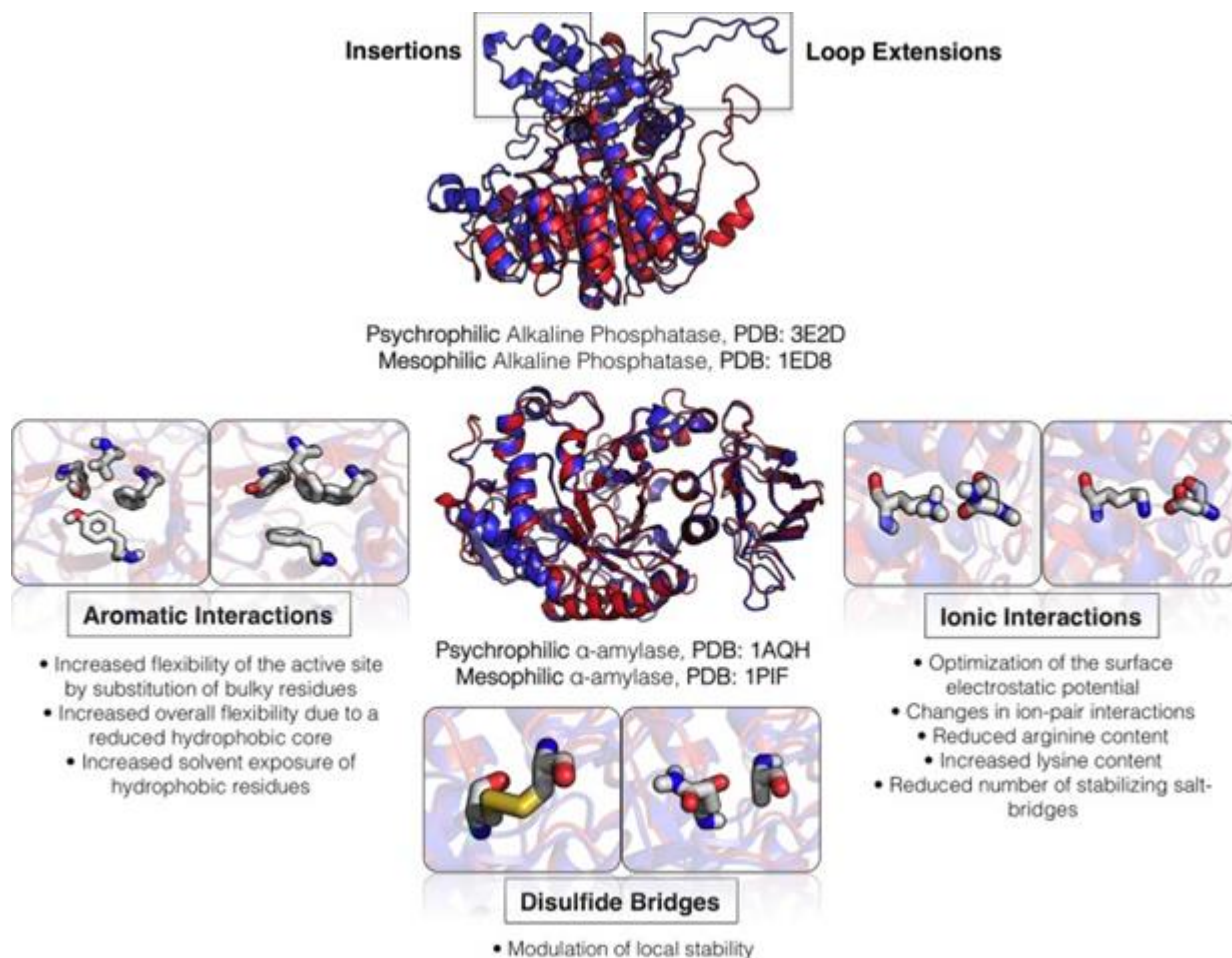 Insertions
Loop Extensions
Psychrophilic Alkaline Phosphatase, PDB: 3E2D
Mesophilic Alkaline Phosphatase, PDB: 1ED8
Aromatic Interactions
• Increased flexibility of the active site
by substitution of bulky residues
• Increased overall flexibility due to a
reduced hydrophobic core
• Increased solvent exposure of
hydrophobic residues
Psychrophilic α-amylase, PDB: 1AQH
Mesophilic α-amylase, PDB: 1PIF
Ionic Interactions
• Optimization of the surface
electrostatic potential
• Changes in ion-pair interactions
• Reduced arginine content
• Increased lysine content
• Reduced number of stabilizing salt-
bridges
Disulfide Bridges
• Modulation of local stability